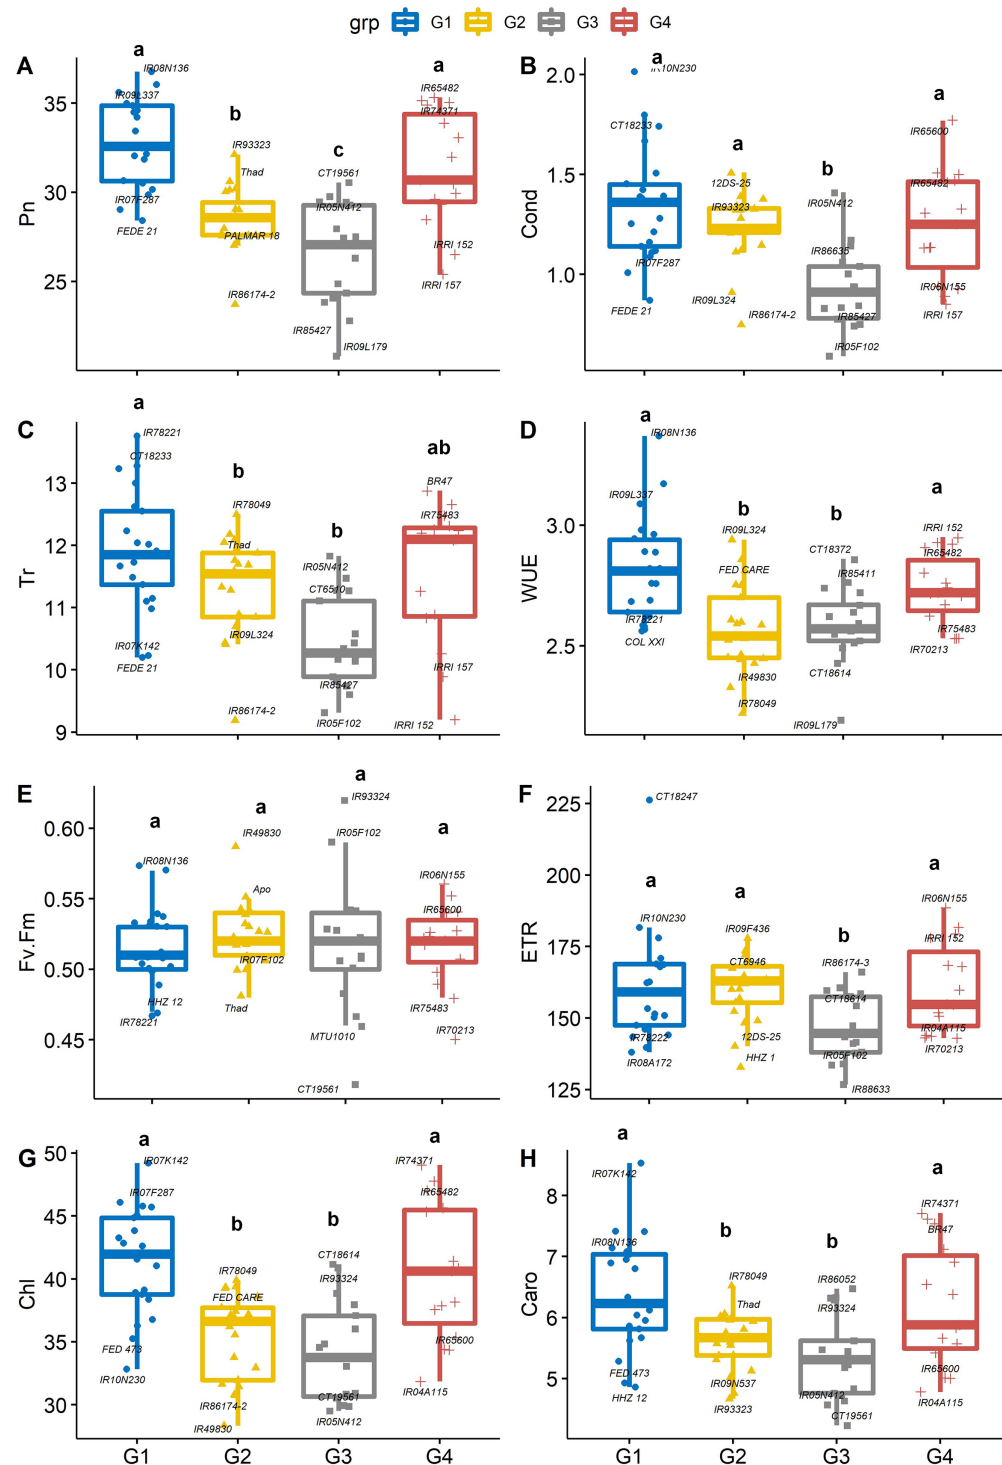 grp G1 G2 G3 G4
A
a
b
c
a
IR08N136
IR09L337
IR07F287
FEDE 21
IR93323
Thad
PALMAR 18
IR86174-2
CT19561
IR05N412
IR85427
IR09L179
IR65482
IR74371
IRRI 152
IRRI 157
Pn
35
30
25
B
a
a
b
a
IR10N230
CT18233
IR07F287
FEDE 21
12DS-25
IR93323
IR09L324
IR86174-2
IR05N412
IR86635
IR85427
IR05F102
IR65600
IR65482
IR06N155
IRRI 157
Cond
2.0
1.5
1.0
C
a
b
b
ab
IR78221
CT18233
IR07K142
FEDE 21
IR78049
Thad
IR09L324
IR86174-2
IR05N412
CT6510
IR85427
IR05F102
BR47
IR75483
IRRI 157
IRRI 152
Tr
13
12
11
10
9
D
a
b
b
a
IR08N136
IR09L337
IR78221
COL XXI
IR09L324
FED CARE
IR49830
IR78049
CT18372
IR85411
CT18614
IR09L179
IRRI 152
IR65482
IR75483
IR70213
WUE
3.0
2.5
E
a
a
a
a
IR08N136
HHZ 12
IR78221
IR49830
Apo
IR07F102
Thad
IR93324
IR05F102
MTU1010
CT19561
IR06N155
IR65600
IR75483
IR70213
Fv.Fm
0.60
0.55
0.50
0.45
F
a
a
b
a
CT18247
IR10N230
IR78222
IR08A172
IR09F436
CT6946
12DS-25
HHZ 1
IR86174-3
CT18614
IR05F102
IR88633
IR06N155
IRRI 152
IR04A115
IR70213
ETR
225
200
175
150
125
G
a
b
b
a
IR07K142
IR07F287
FED 473
IR10N230
IR78049
FED CARE
IR86174-2
IR49830
CT18614
IR93324
CT19561
IR05N412
IR74371
IR65482
IR65600
IR04A115
Chl
50
45
40
35
30
G1 G2 G3 G4
H
a
b
b
a
IR07K142
IR08N136
FED 473
HHZ 12
IR78049
Thad
IR09N537
IR93323
IR86052
IR93324
IR05N412
CT19561
IR74371
BR47
IR65600
IR04A115
Caro
8
7
6
5
G1 G2 G3 G4